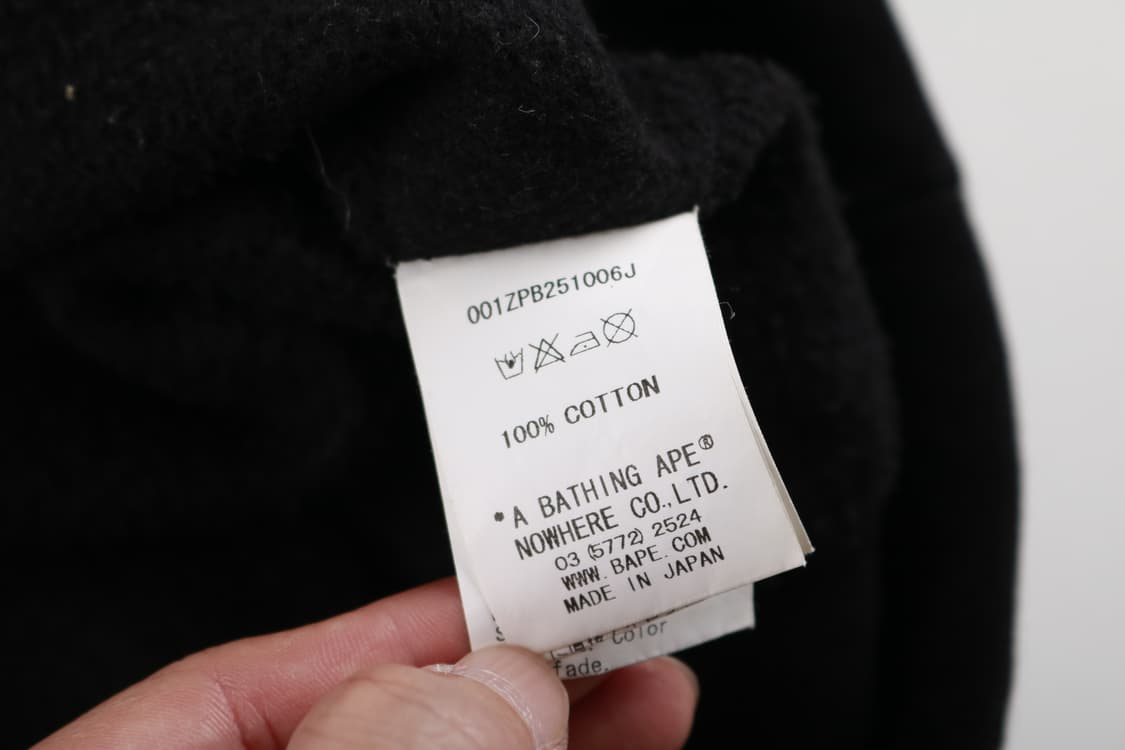 001ZPB251006J
100% COTTON
*A BATHING APE®
NOWHERE CO.,LTD.
03 (5772) 2524
WWW.BAPE.COM
MADE IN JAPAN
Color
fade.